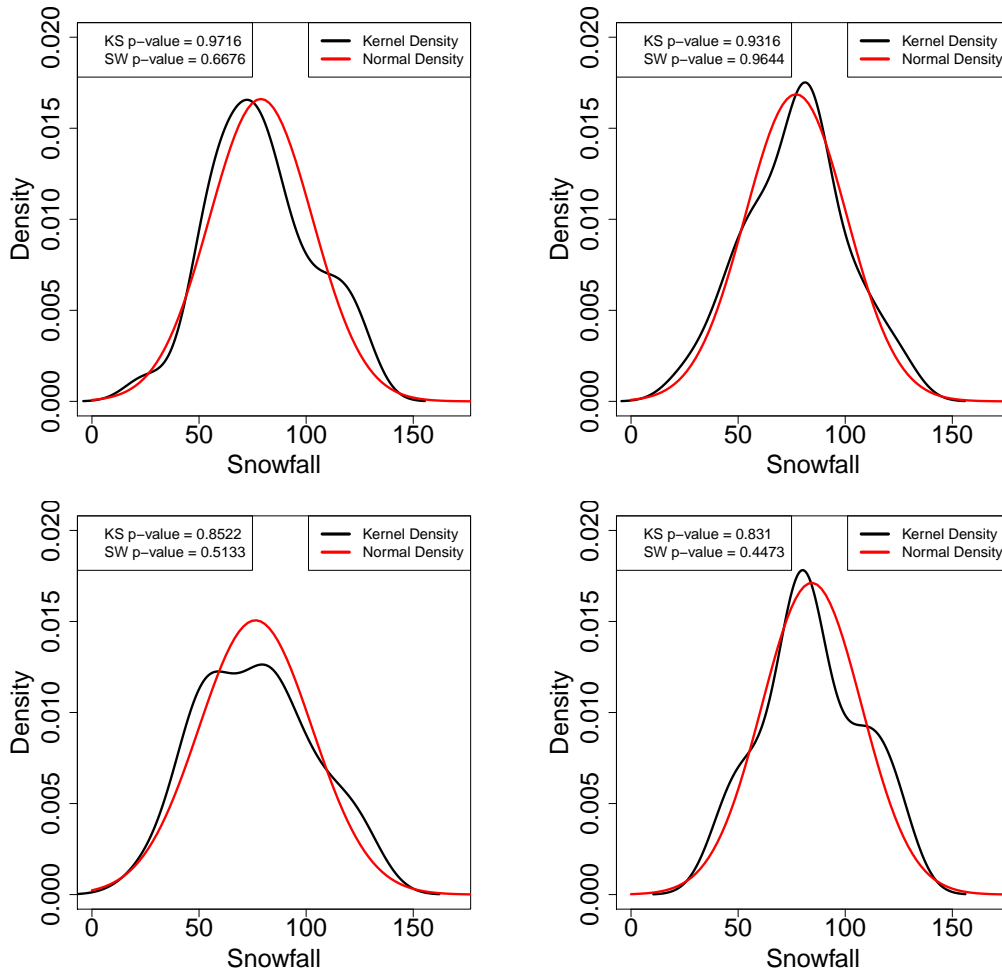 KS p-value = 0.9716
SW p-value = 0.6676
Kernel Density
Normal Density
0.000 0.005 0.010 0.015 0.020
Density
0 50 100 150
Snowfall
KS p-value = 0.9316
SW p-value = 0.9644
Kernel Density
Normal Density
0.000 0.005 0.010 0.015 0.020
Density
0 50 100 150
Snowfall
KS p-value = 0.8522
SW p-value = 0.5133
Kernel Density
Normal Density
0.000 0.005 0.010 0.015 0.020
Density
0 50 100 150
Snowfall
KS p-value = 0.831
SW p-value = 0.4473
Kernel Density
Normal Density
0.000 0.005 0.010 0.015 0.020
Density
0 50 100 150
Snowfall